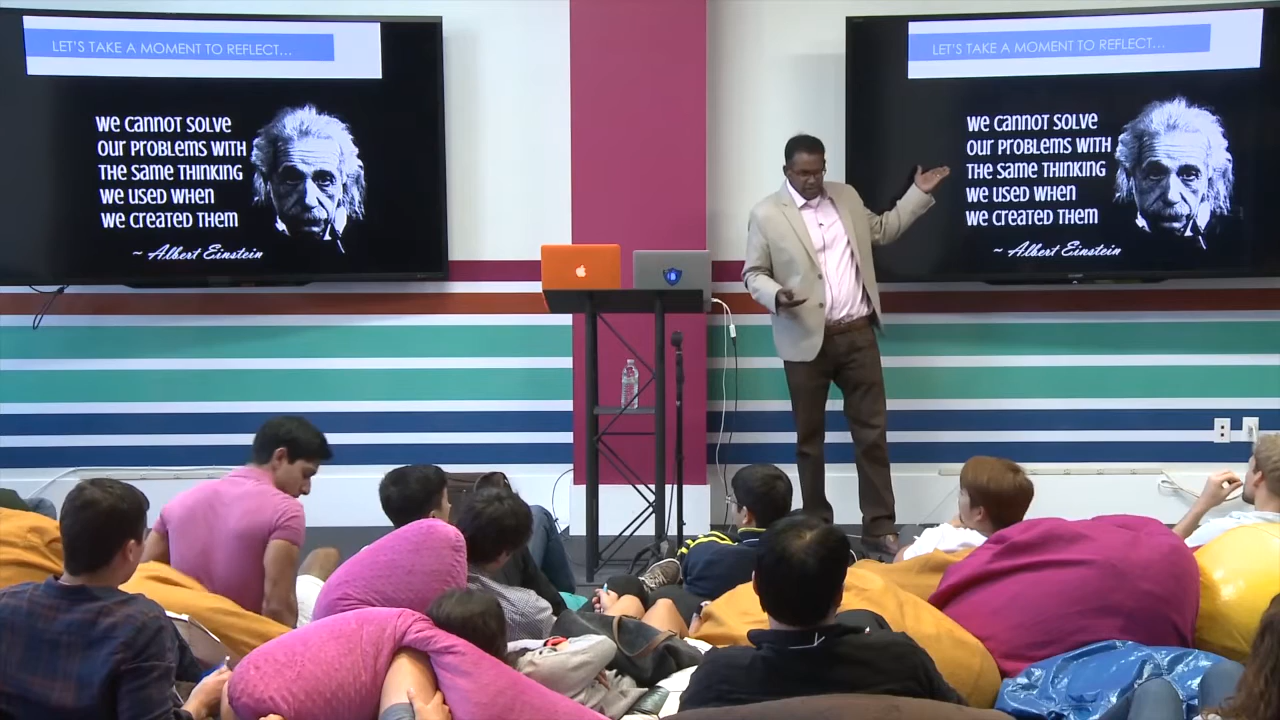 LET'S TAKE A MOMENT TO REFLECT...
We cannot solve
our problems with
the same thinking
we used when
we created them
~ Albert Einstein
LET'S TAKE A MOMENT TO REFLECT...
We cannot solve
our problems with
the same thinking
we used when
we created them
~ Albert Einstein